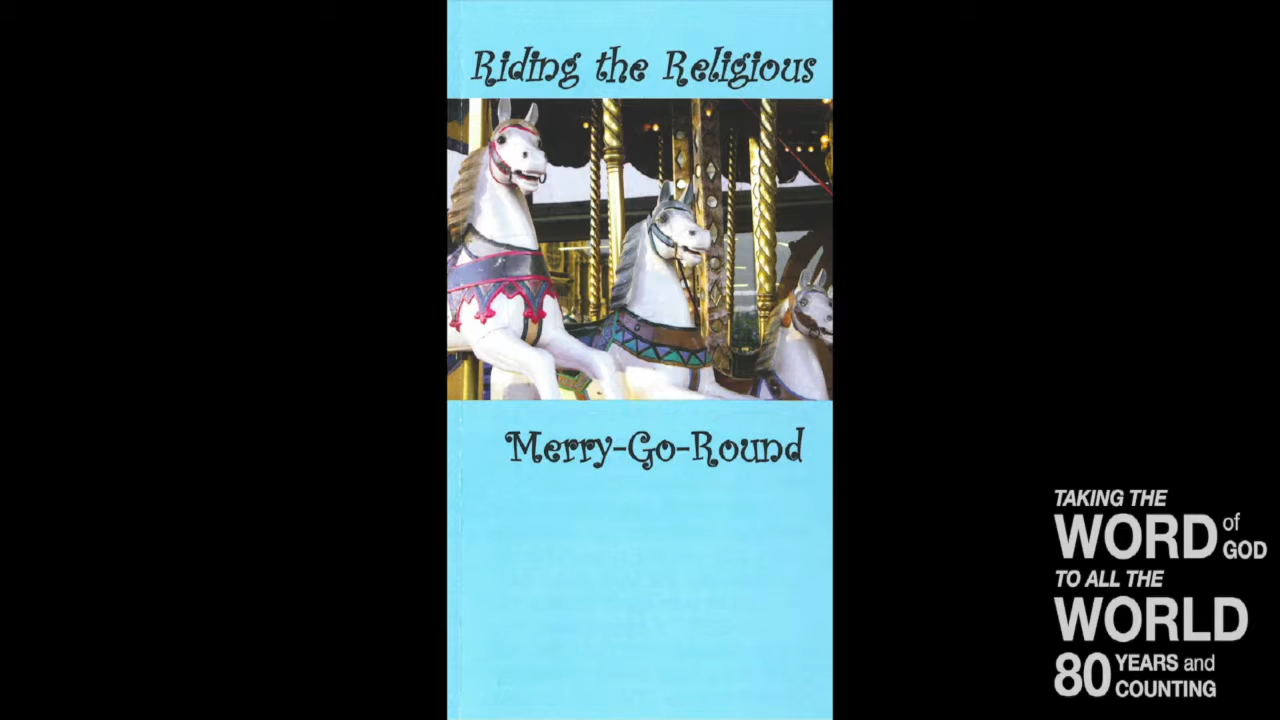 Riding the Religious
Merry-Go-Round
TAKING THE
WORD of GOD
TO ALL THE
WORLD
80 YEARS and
COUNTING